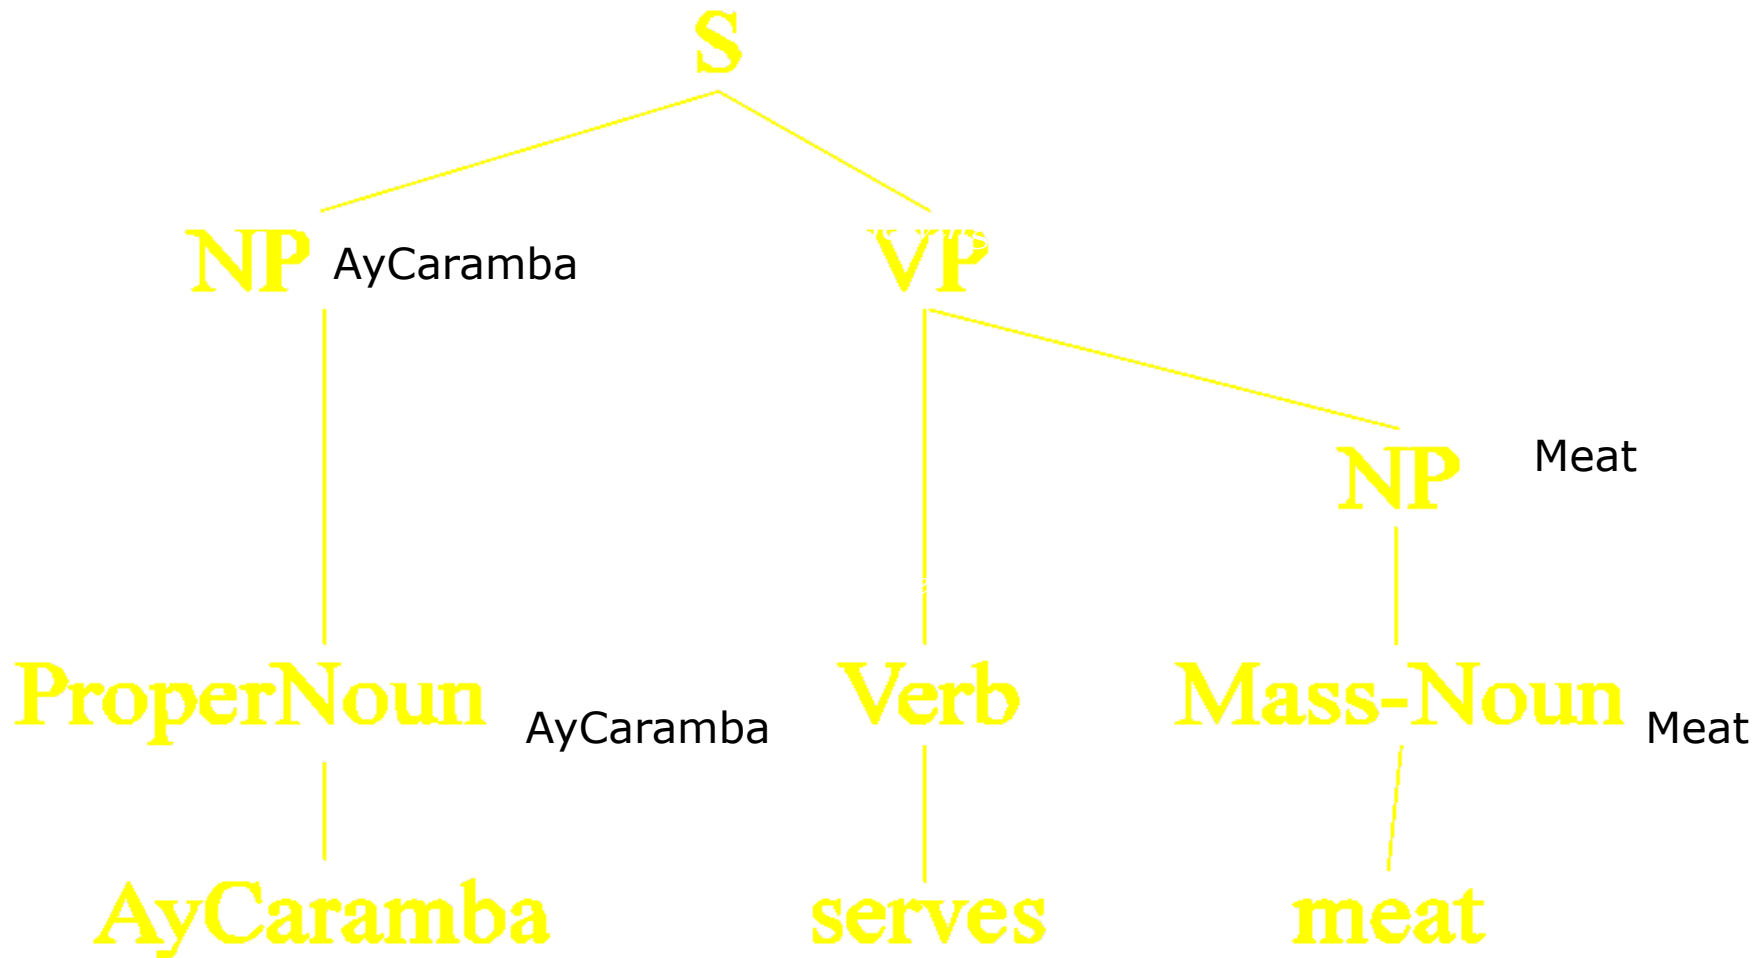 S
NP AyCaramba VP
NP Meat
ProperNoun AyCaramba Verb Mass-Noun Meat
AyCaramba serves meat